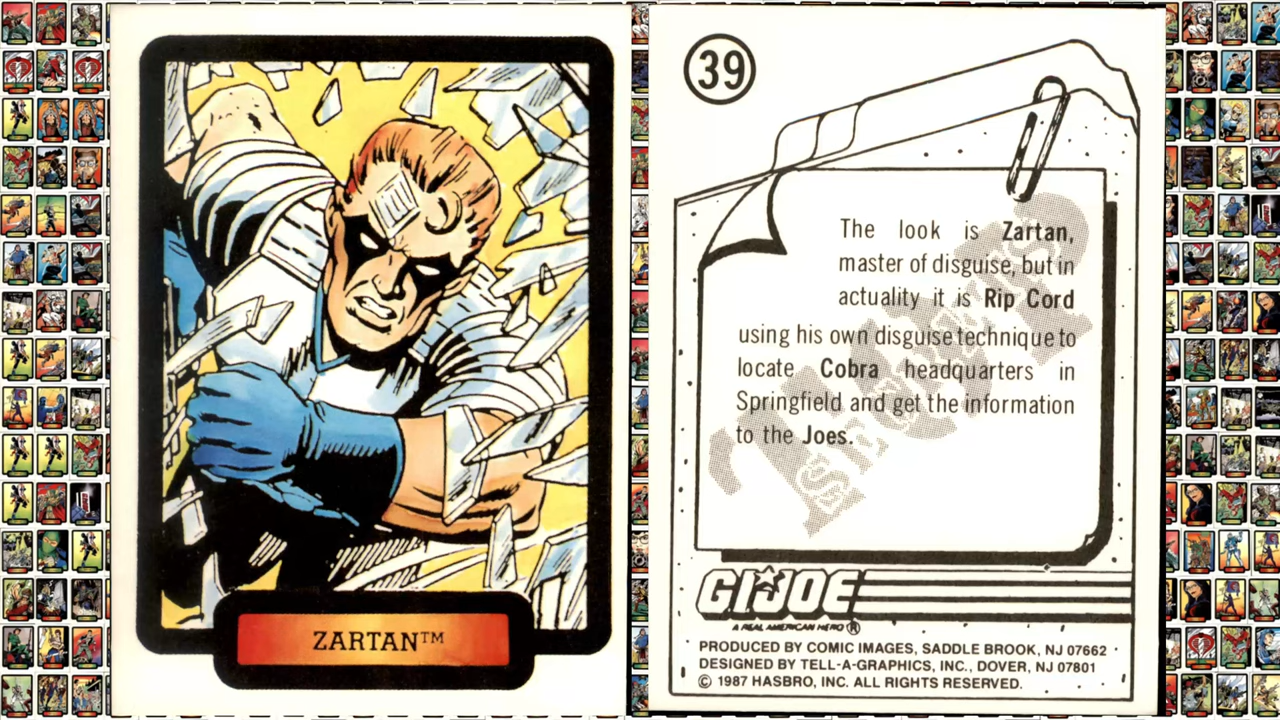 ZARTAN™
39
The look is Zartan,
master of disguise, but in
actuality it is Rip Cord
using his own disguise technique to
locate Cobra headquarters in
Springfield and get the information
to the Joes.
GI JOE
A REAL AMERICAN HERO ®
PRODUCED BY COMIC IMAGES, SADDLE BROOK, NJ 07662
DESIGNED BY TELL-A-GRAPHICS, INC., DOVER, NJ 07801
© 1987 HASBRO, INC. ALL RIGHTS RESERVED.